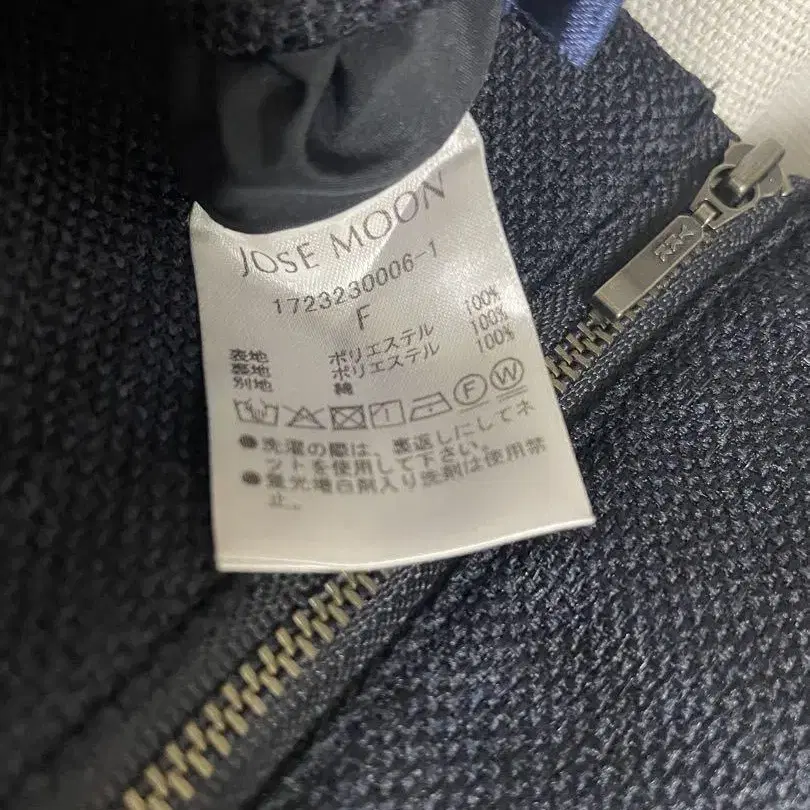 JOSE MOON
1723230006-1
F
表地 ポリエステル 100%
裏地 ポリエステル 100%
別地 綿 100%
F W
●洗濯の際は、裏返しにしてネ
ットを使用して下さい。
●蛍光増白剤入り洗剤は使用禁
止。
YKK